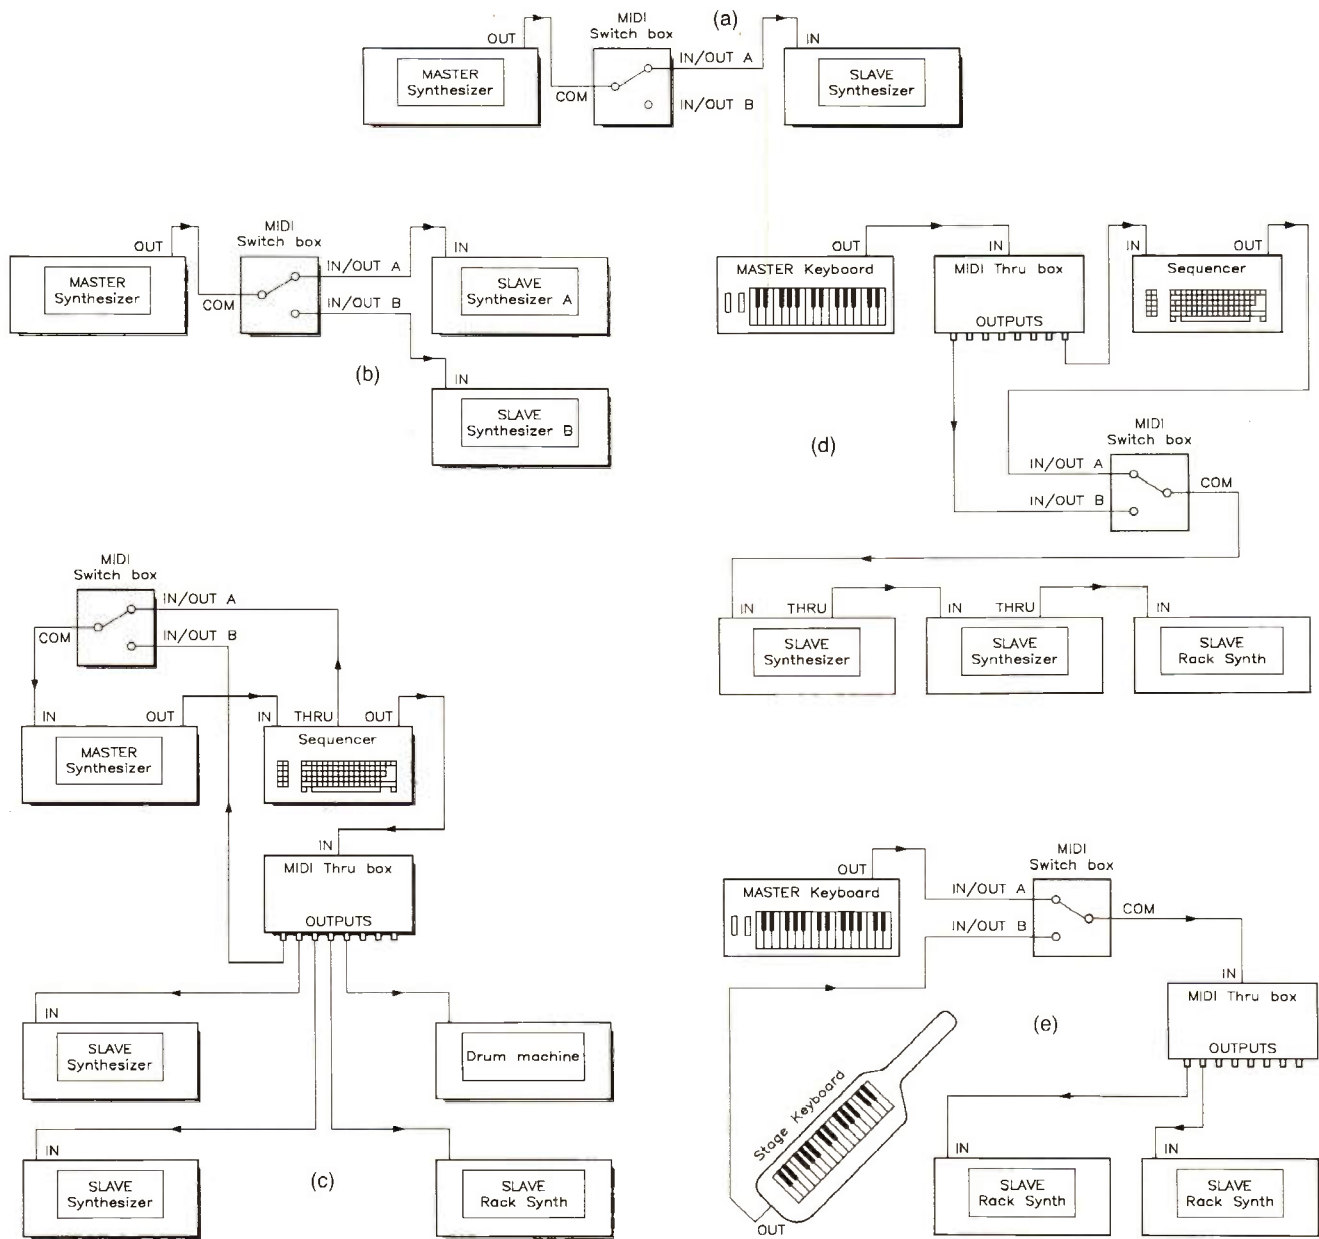 (a)
MIDI
Switch box
OUT
COM
IN/OUT A
IN/OUT B
IN
MASTER
Synthesizer
SLAVE
Synthesizer
(b)
MIDI
Switch box
OUT
COM
IN/OUT A
IN/OUT B
IN
MASTER
Synthesizer
SLAVE
Synthesizer A
IN
SLAVE
Synthesizer B
(d)
OUT
MASTER Keyboard
IN
MIDI Thru box
OUTPUTS
IN
OUT
Sequencer
MIDI
Switch box
IN/OUT A
IN/OUT B
COM
IN
THRU
SLAVE
Synthesizer
IN
THRU
SLAVE
Synthesizer
IN
SLAVE
Rack Synth
(c)
MIDI
Switch box
IN/OUT A
IN/OUT B
COM
IN
OUT
MASTER
Synthesizer
IN
THRU
OUT
Sequencer
IN
MIDI Thru box
OUTPUTS
IN
SLAVE
Synthesizer
Drum machine
IN
SLAVE
Synthesizer
SLAVE
Rack Synth
(e)
OUT
MASTER Keyboard
MIDI
Switch box
IN/OUT A
IN/OUT B
COM
IN
MIDI Thru box
OUTPUTS
Stage Keyboard
OUT
IN
SLAVE
Rack Synth
IN
SLAVE
Rack Synth